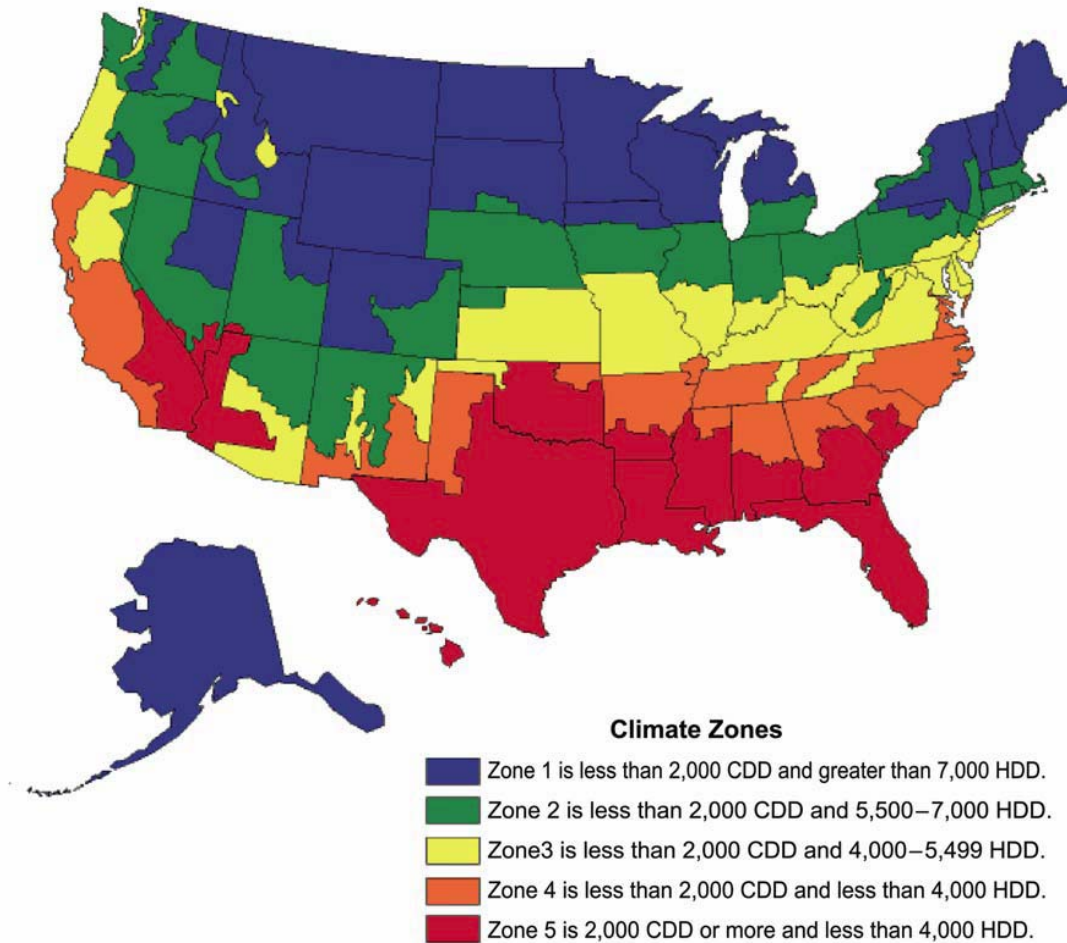 Climate Zones
Zone 1 is less than 2,000 CDD and greater than 7,000 HDD.
Zone 2 is less than 2,000 CDD and 5,500–7,000 HDD.
Zone3 is less than 2,000 CDD and 4,000–5,499 HDD.
Zone 4 is less than 2,000 CDD and less than 4,000 HDD.
Zone 5 is 2,000 CDD or more and less than 4,000 HDD.